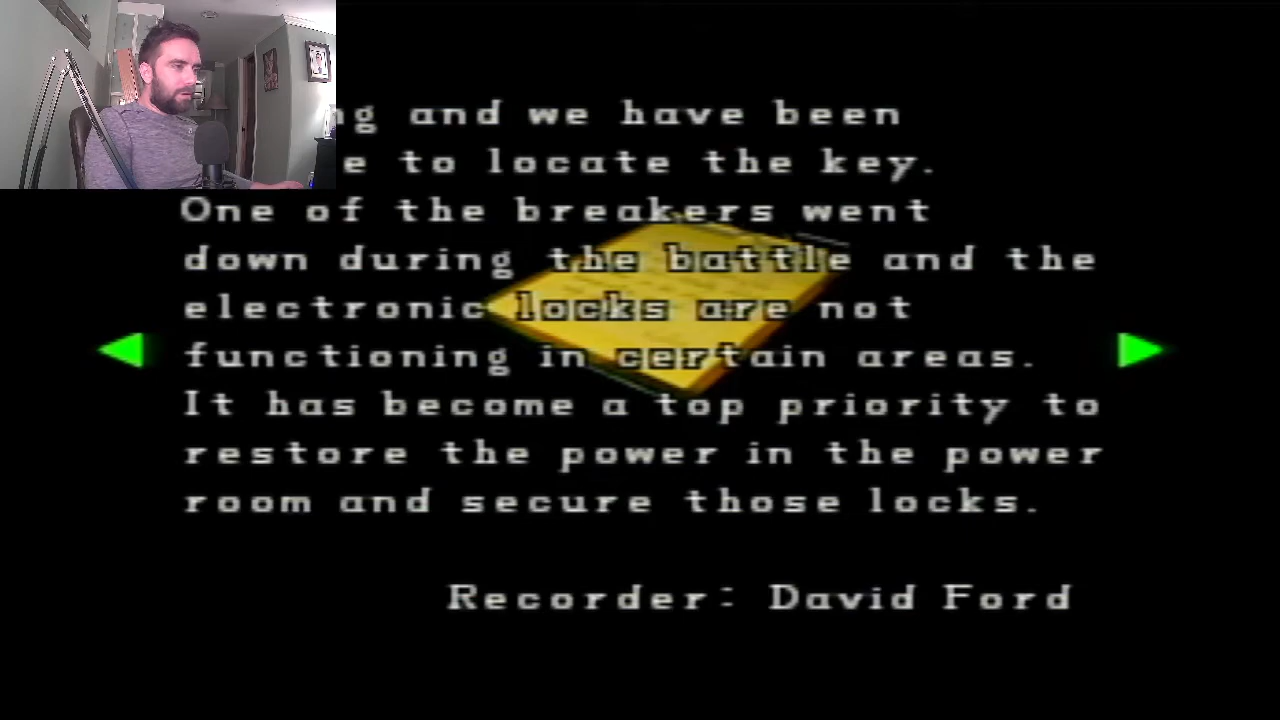 and we have been
to locate the key.
One of the breakers went
down during the battle and the
electronic locks are not
functioning in certain areas.
It has become a top priority to
restore the power in the power
room and secure those locks.
Recorder: David Ford